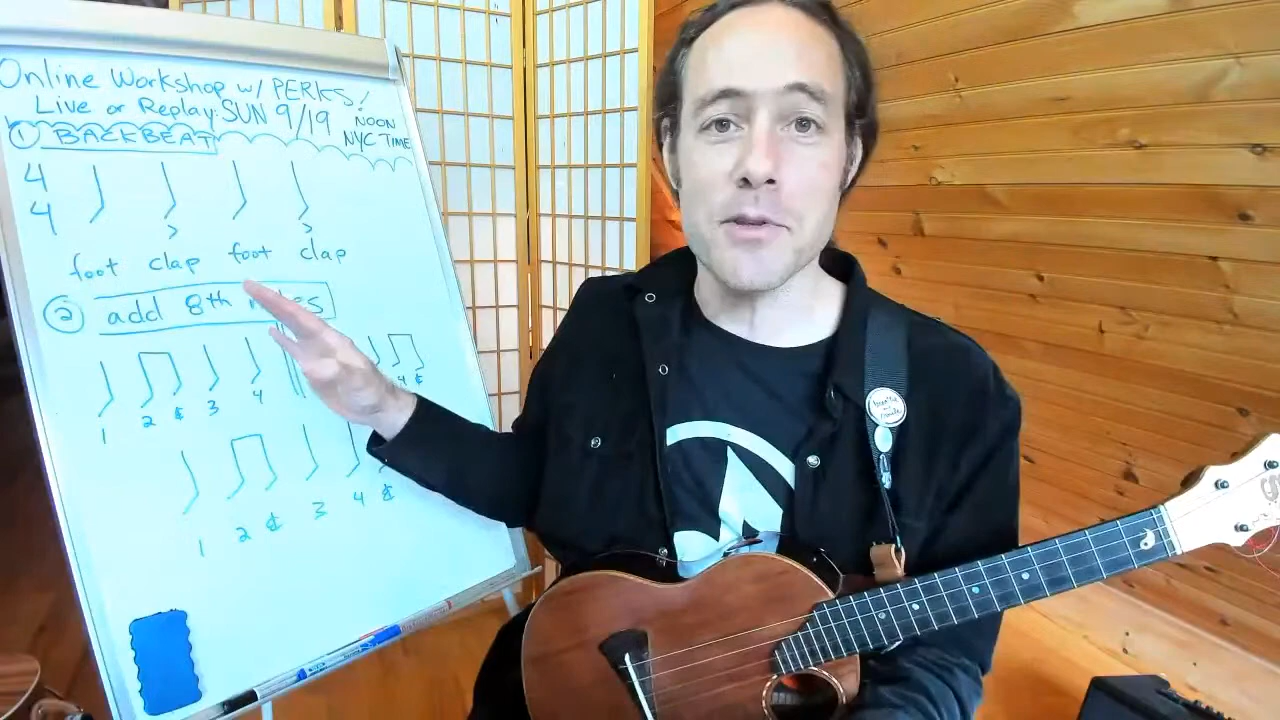 Online Workshop w/ PERKS!
Live or Replay: SUN 9/19 NOON
NYC TIME
① BACKBEAT
4
4
> >
foot clap foot clap
② add 8th
1 2 & 3 4
4 &
1 2 & 3 4 &